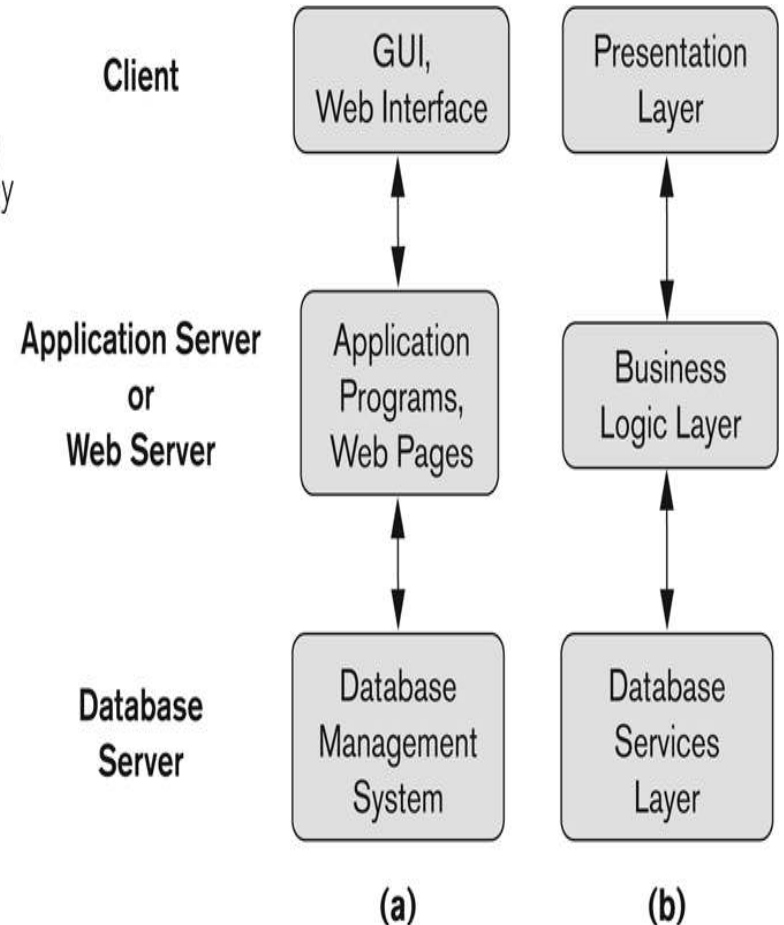 Client
GUI,
Web Interface
Presentation
Layer
y
Application Server
or
Web Server
Application
Programs,
Web Pages
Business
Logic Layer
Database
Server
Database
Management
System
Database
Services
Layer
(a)
(b)